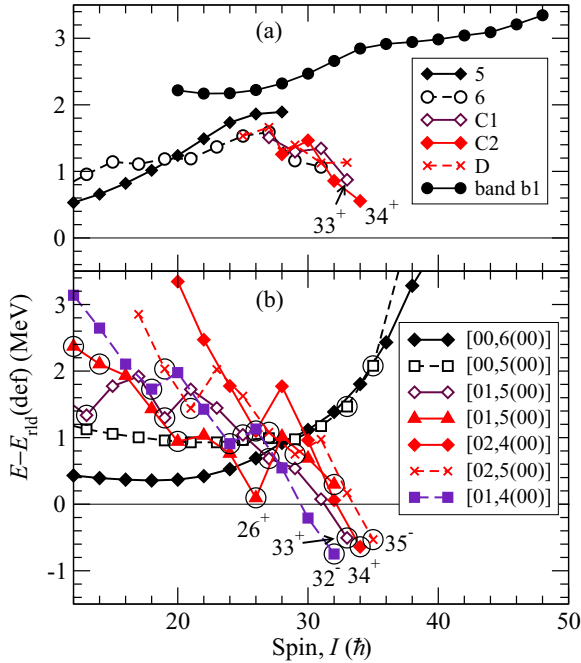 (a)
3
2
1
0
5
6
C1
C2
D
band b1
33+
34+
E–E_rld(def) (MeV)
(b)
3
2
1
0
-1
[00,6(00)]
[00,5(00)]
[01,5(00)]
[01,5(00)]
[02,4(00)]
[02,5(00)]
[01,4(00)]
26+
33+
32-
34+
35-
20 30 40 50
Spin, I (ħ)